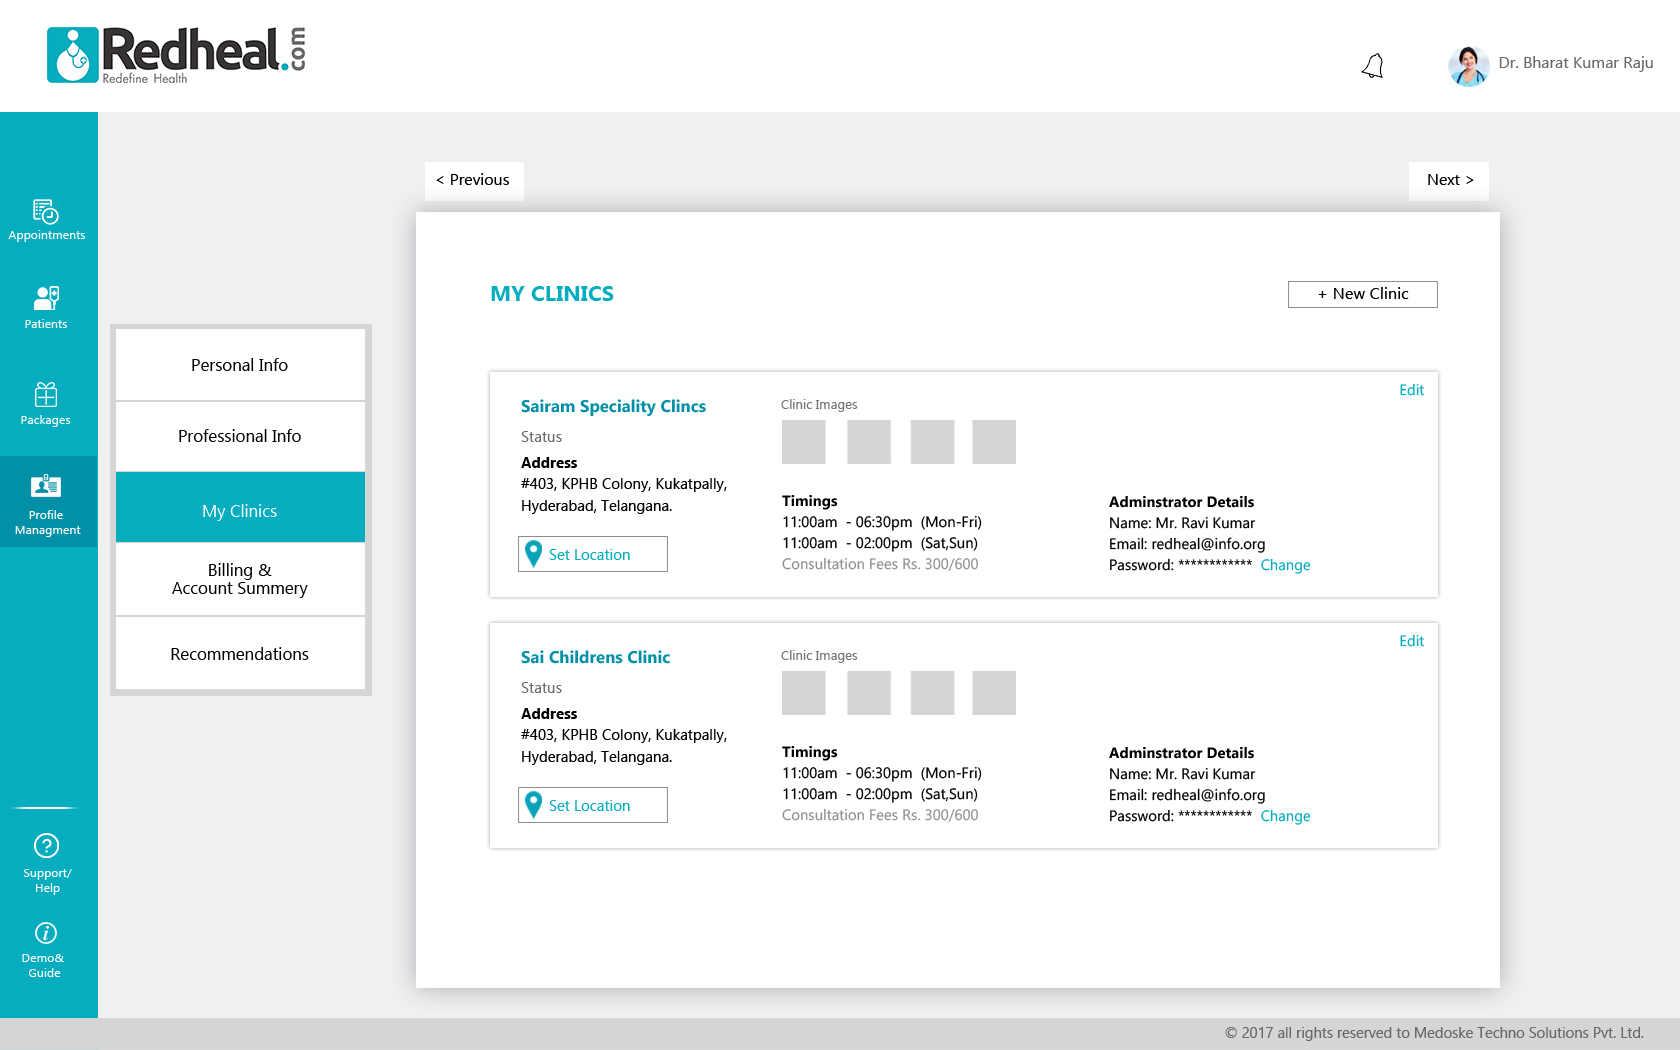 Redheal.com
Redefine Health
Dr. Bharat Kumar Raju
Appointments
Patients
Packages
Profile
Managment
Support/
Help
Demo&
Guide
Personal Info
Professional Info
My Clinics
Billing &
Account Summery
Recommendations
< Previous
Next >
MY CLINICS
+ New Clinic
Edit
Sairam Speciality Clincs
Status
Address
#403, KPHB Colony, Kukatpally,
Hyderabad, Telangana.
Set Location
Clinic Images
Timings
11:00am - 06:30pm (Mon-Fri)
11:00am - 02:00pm (Sat,Sun)
Consultation Fees Rs. 300/600
Adminstrator Details
Name: Mr. Ravi Kumar
Email: redheal@info.org
Password: ************ Change
Edit
Sai Childrens Clinic
Status
Address
#403, KPHB Colony, Kukatpally,
Hyderabad, Telangana.
Set Location
Clinic Images
Timings
11:00am - 06:30pm (Mon-Fri)
11:00am - 02:00pm (Sat,Sun)
Consultation Fees Rs. 300/600
Adminstrator Details
Name: Mr. Ravi Kumar
Email: redheal@info.org
Password: ************ Change
© 2017 all rights reserved to Medoske Techno Solutions Pvt. Ltd.